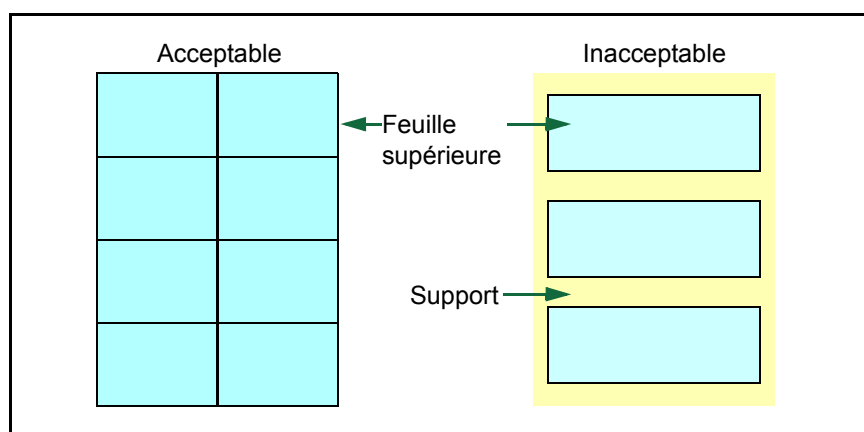 Acceptable
Inacceptable
Feuille
supérieure
Support